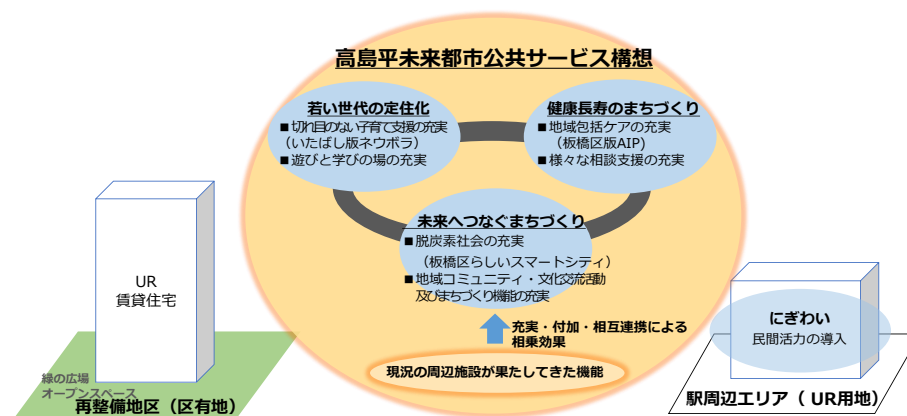 高島平未来都市公共サービス構想
若い世代の定住化
■切れ目のない子育て支援の充実
（いたばし版ネウボラ）
■遊びと学びの場の充実
健康長寿のまちづくり
■地域包括ケアの充実
（板橋区版AIP）
■様々な相談支援の充実
未来へつなぐまちづくり
■脱炭素社会の充実
（板橋区らしいスマートシティ）
■地域コミュニティ・文化交流活動
及びまちづくり機能の充実
充実・付加・相互連携による
相乗効果
現況の周辺施設が果たしてきた機能
UR
賃貸住宅
緑の広場
オープンスペース
再整備地区（区有地）
にぎわい
民間活力の導入
駅周辺エリア（ UR用地）